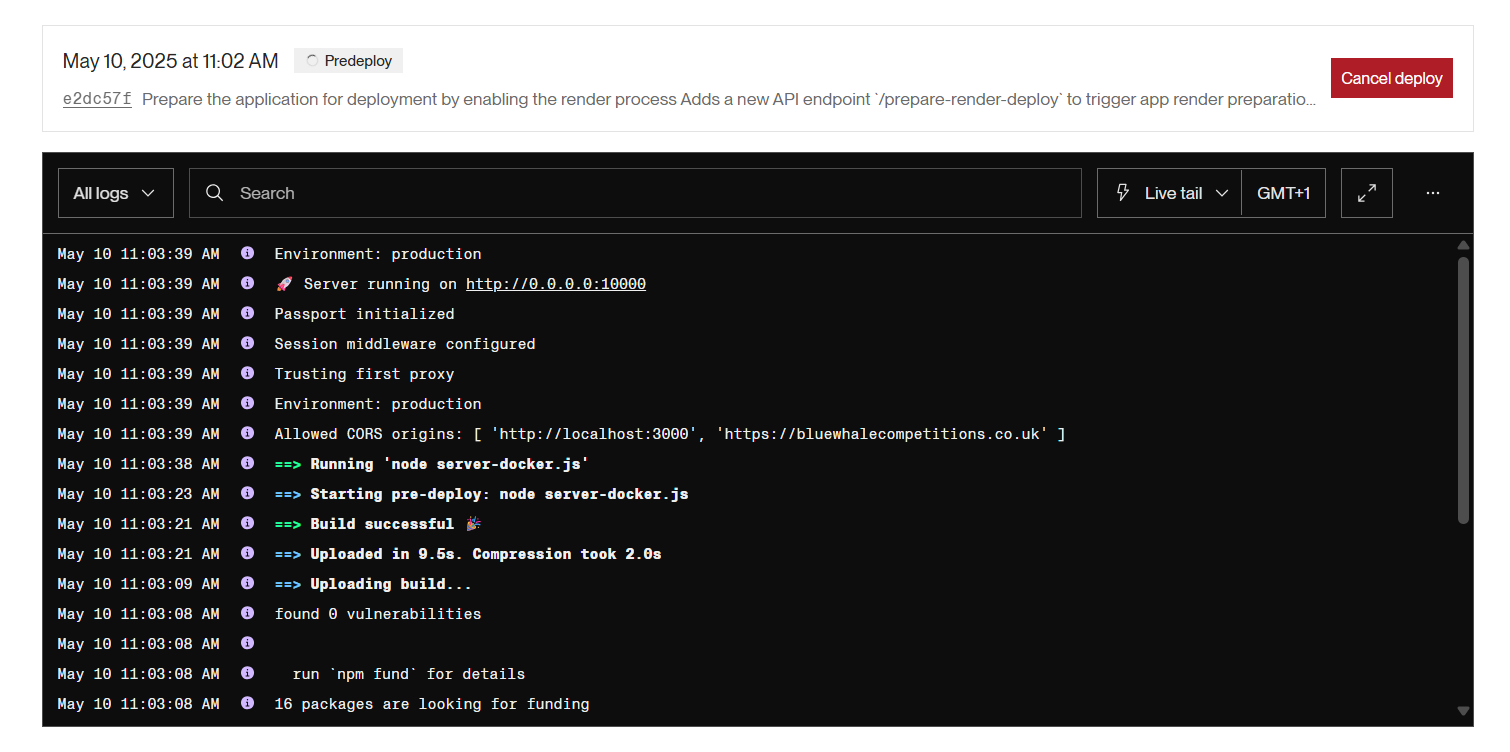 May 10, 2025 at 11:02 AM Predeploy
e2dc57f Prepare the application for deployment by enabling the render process Adds a new API endpoint `/prepare-render-deploy` to trigger app render preparatio...
Cancel deploy
All logs Search Live tail GMT+1 ...
May 10 11:03:39 AM Environment: production
May 10 11:03:39 AM 🚀 Server running on http://0.0.0.0:10000
May 10 11:03:39 AM Passport initialized
May 10 11:03:39 AM Session middleware configured
May 10 11:03:39 AM Trusting first proxy
May 10 11:03:39 AM Environment: production
May 10 11:03:39 AM Allowed CORS origins: [ 'http://localhost:3000', 'https://bluewhalecompetitions.co.uk' ]
May 10 11:03:38 AM ==> Running 'node server-docker.js'
May 10 11:03:23 AM ==> Starting pre-deploy: node server-docker.js
May 10 11:03:21 AM ==> Build successful 🎉
May 10 11:03:21 AM ==> Uploaded in 9.5s. Compression took 2.0s
May 10 11:03:09 AM ==> Uploading build...
May 10 11:03:08 AM found 0 vulnerabilities
May 10 11:03:08 AM
May 10 11:03:08 AM run `npm fund` for details
May 10 11:03:08 AM 16 packages are looking for funding